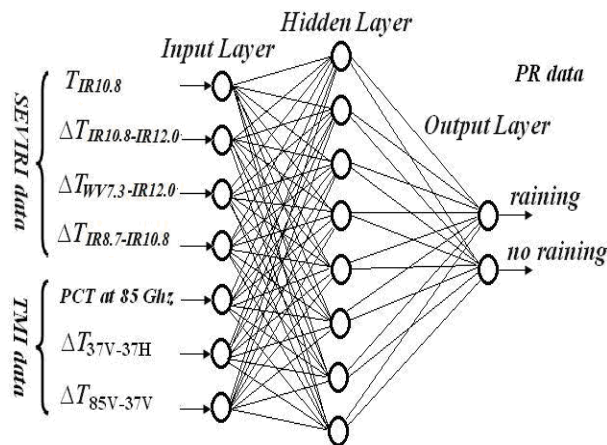 Hidden Layer
Input Layer
PR data
Output Layer
SEVIRI data
T_IR10.8
ΔT_IR10.8-IR12.0
ΔT_WV7.3-IR12.0
ΔT_IR8.7-IR10.8
TMI data
PCT at 85 Ghz
ΔT_37V-37H
ΔT_85V-37V
raining
no raining